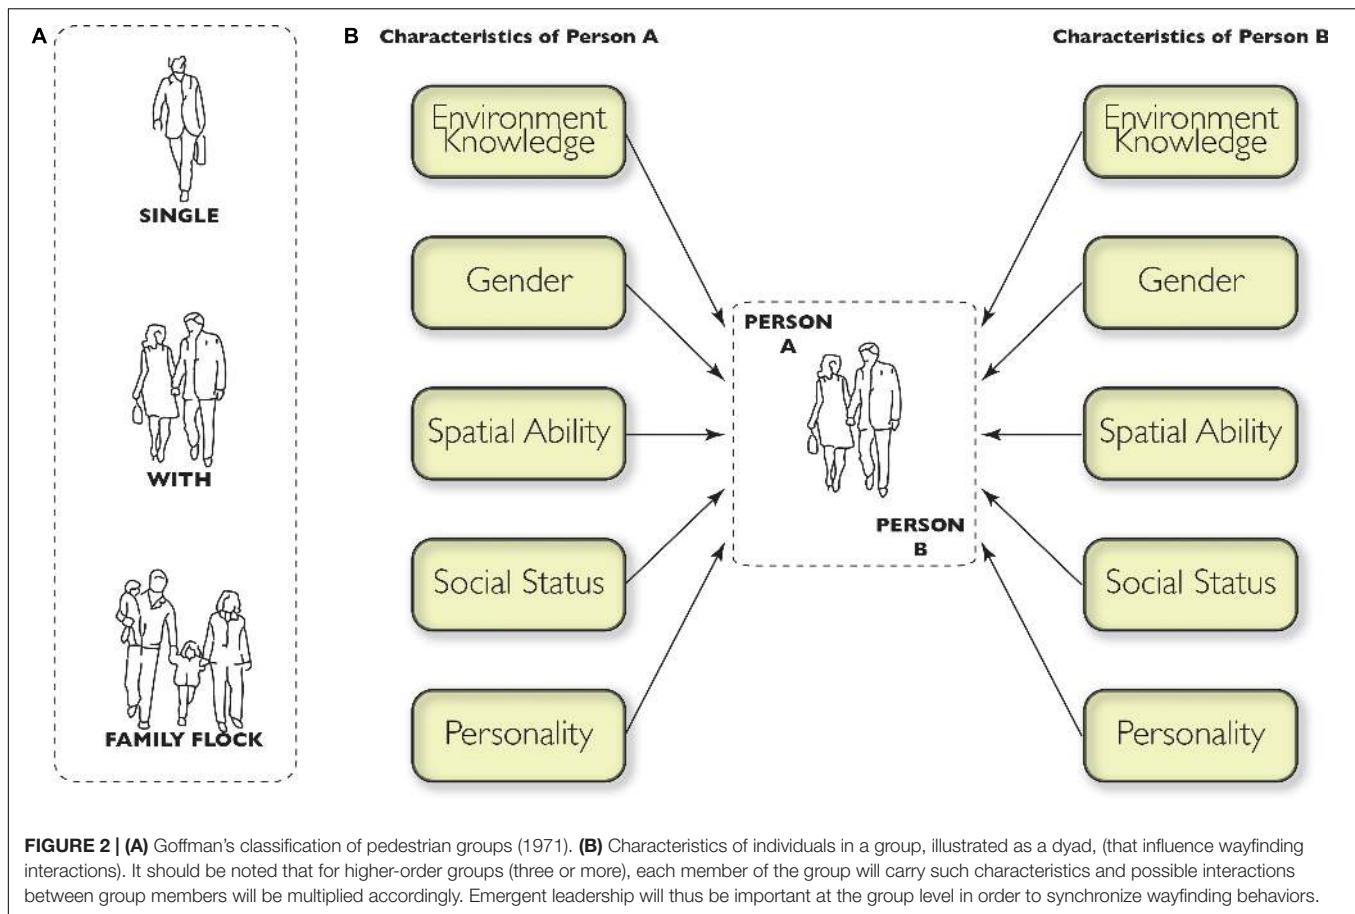 A
SINGLE
WITH
FAMILY FLOCK
B
Characteristics of Person A
Environment
Knowledge
Gender
Spatial Ability
Social Status
Personality
PERSON
A
PERSON
B
Characteristics of Person B
Environment
Knowledge
Gender
Spatial Ability
Social Status
Personality
FIGURE 2 | (A) Goffman’s classification of pedestrian groups (1971). (B) Characteristics of individuals in a group, illustrated as a dyad, (that influence wayfinding
interactions). It should be noted that for higher-order groups (three or more), each member of the group will carry such characteristics and possible interactions
between group members will be multiplied accordingly. Emergent leadership will thus be important at the group level in order to synchronize wayfinding behaviors.